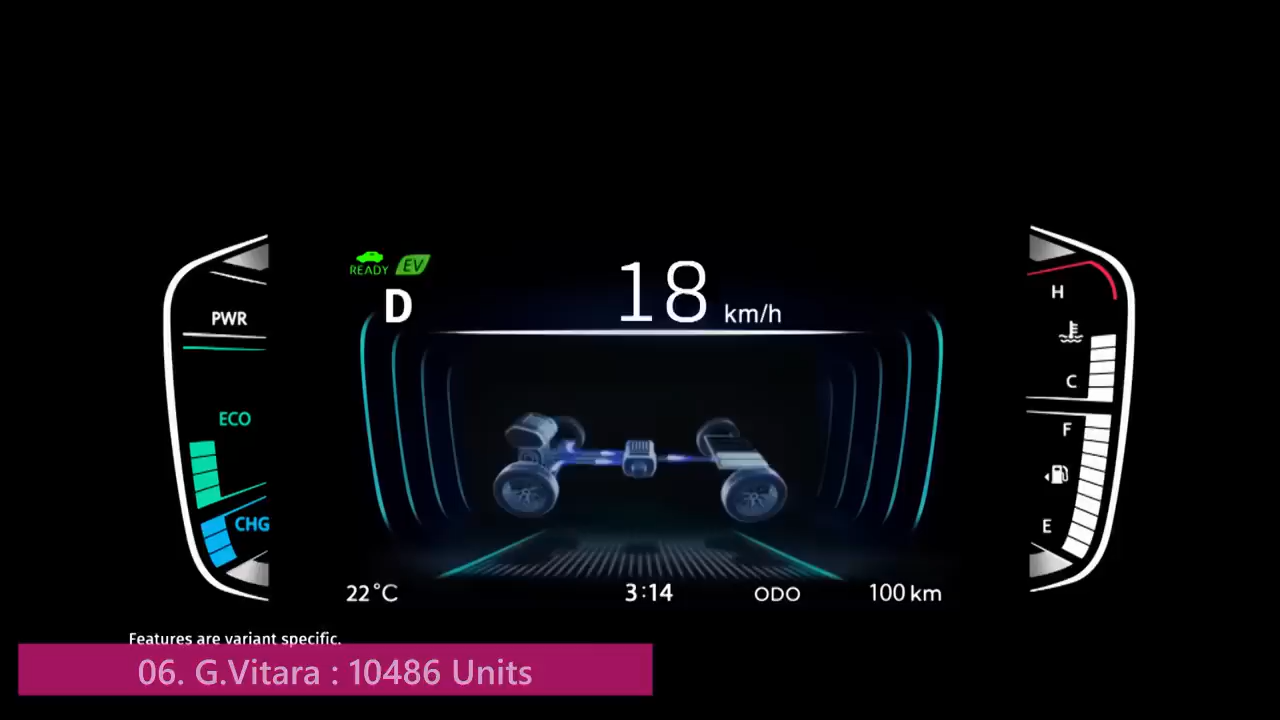 READY EV
D
18 km/h
PWR
ECO
CHG
H
C
F
E
22°C
3:14
ODO
100 km
Features are variant specific.
06. G.Vitara : 10486 Units